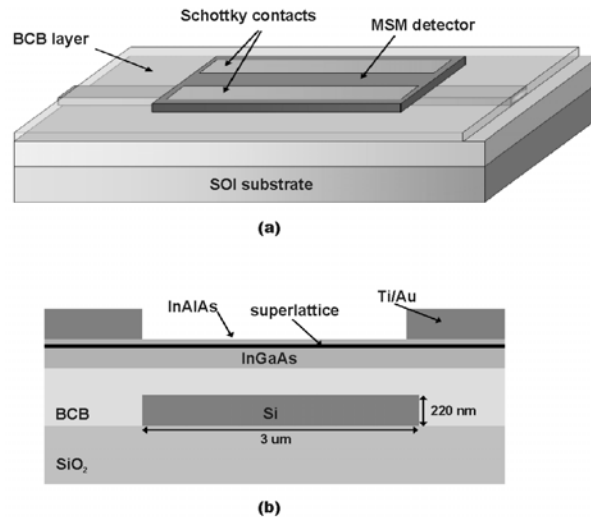 Schottky contacts
BCB layer
MSM detector
SOI substrate
(a)
InAlAs
superlattice
Ti/Au
InGaAs
BCB
Si
220 nm
3 um
SiO₂
(b)